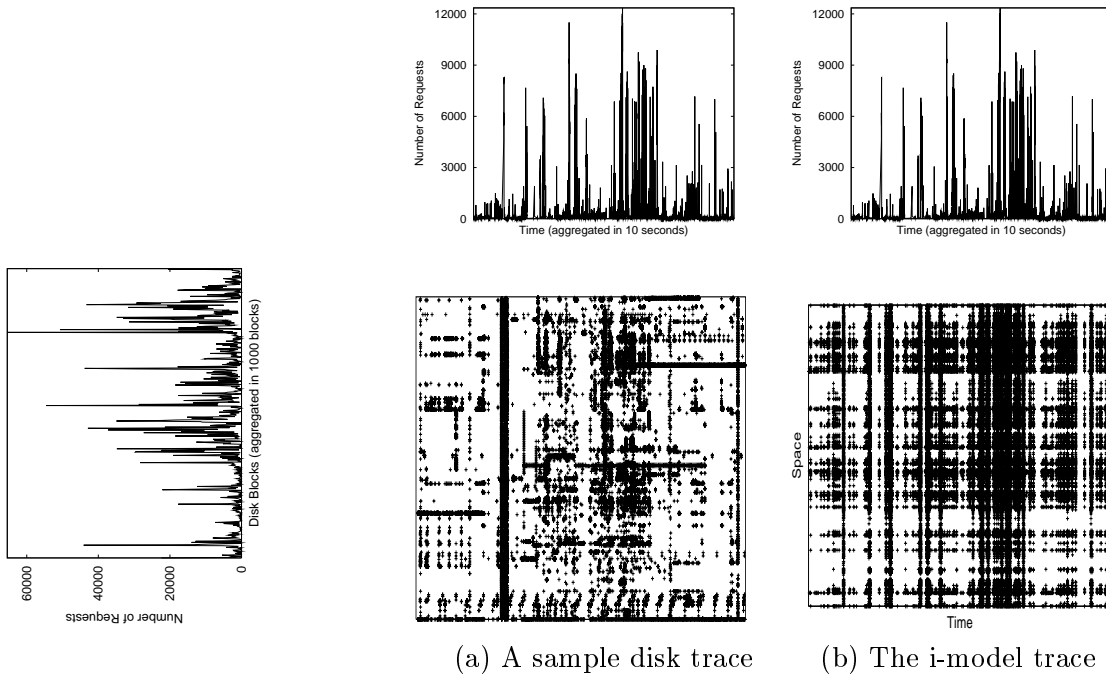 12000
9000
6000
3000
0
Number of Requests
Time (aggregated in 10 seconds)
12000
9000
6000
3000
0
Number of Requests
Time (aggregated in 10 seconds)
60000
40000
20000
0
Number of Requests
Disk Blocks (aggregated in 1000 blocks)
Space
Time
(a) A sample disk trace
(b) The i-model trace